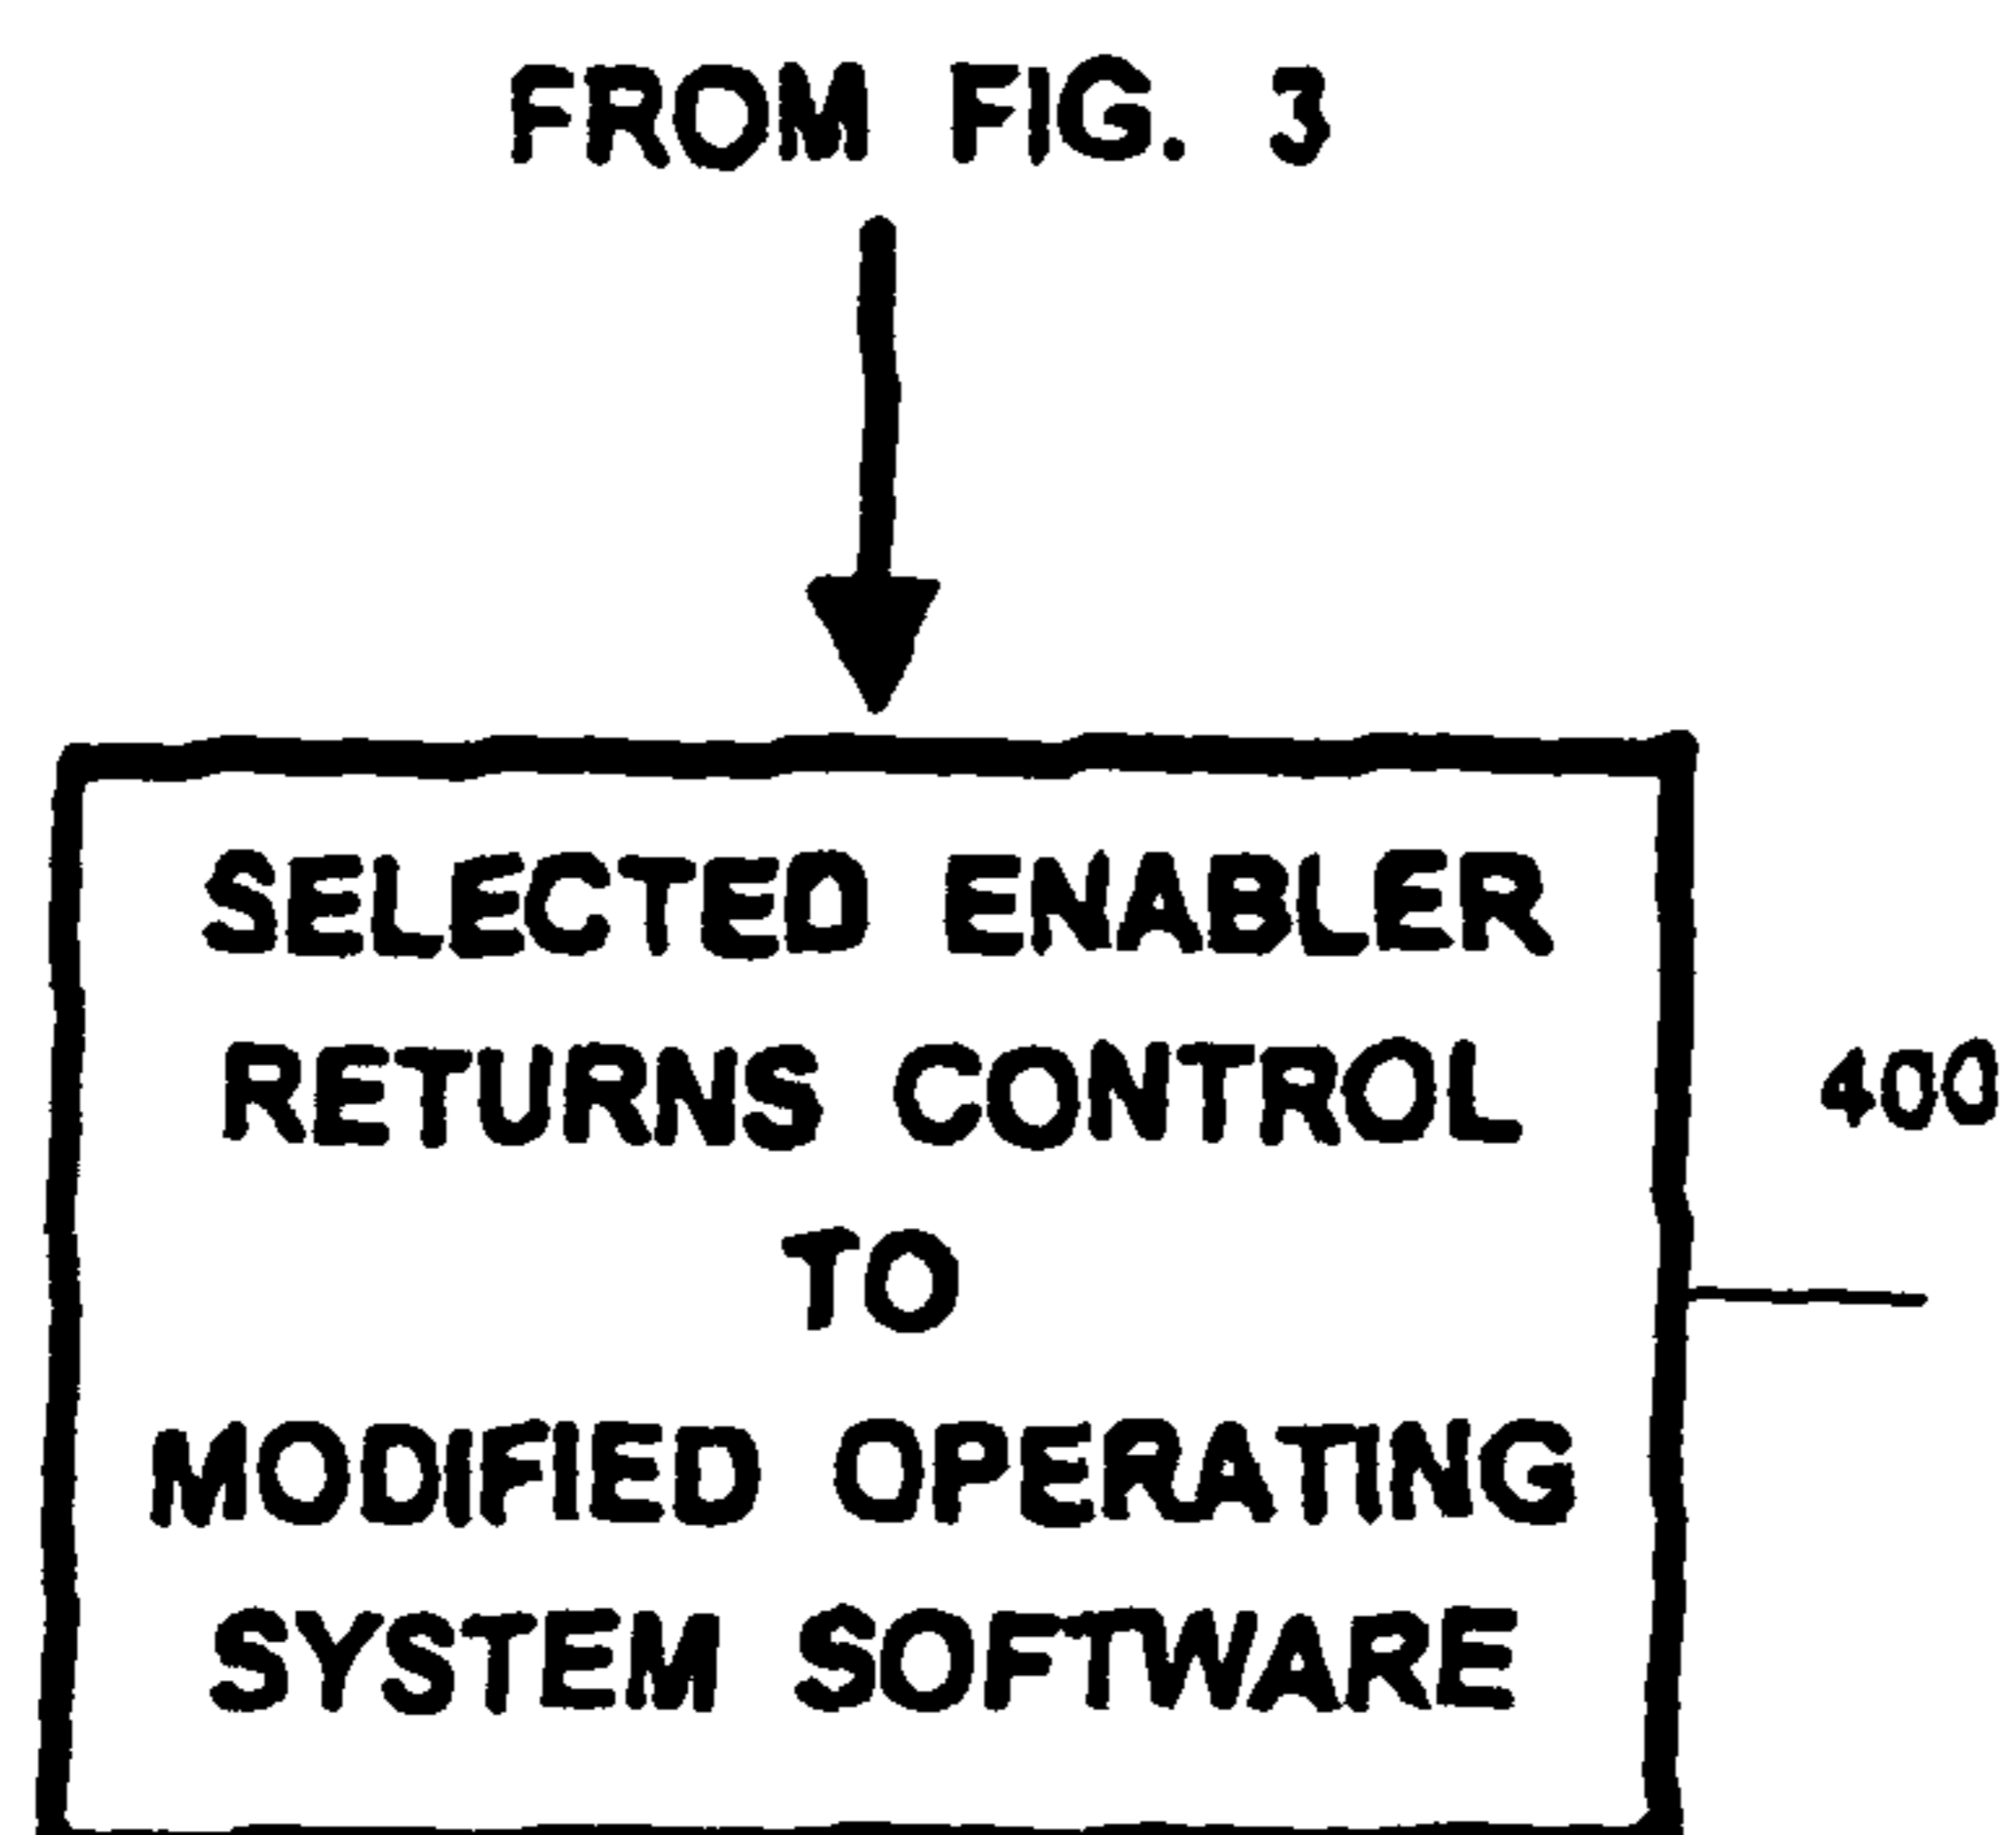 FROM FIG. 3
SELECTED ENABLER
RETURNS CONTROL
400
TO
MODIFIED OPERATING
SYSTEM SOFTWARE